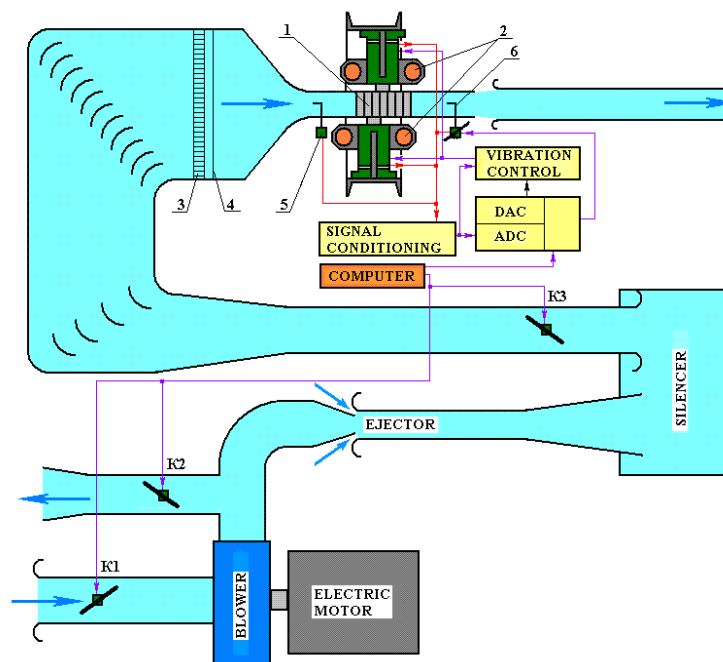 1
2
6
3
4
5
VIBRATION
CONTROL
DAC
ADC
SIGNAL
CONDITIONING
COMPUTER
K3
SILENCER
EJECTOR
K2
K1
BLOWER
ELECTRIC
MOTOR